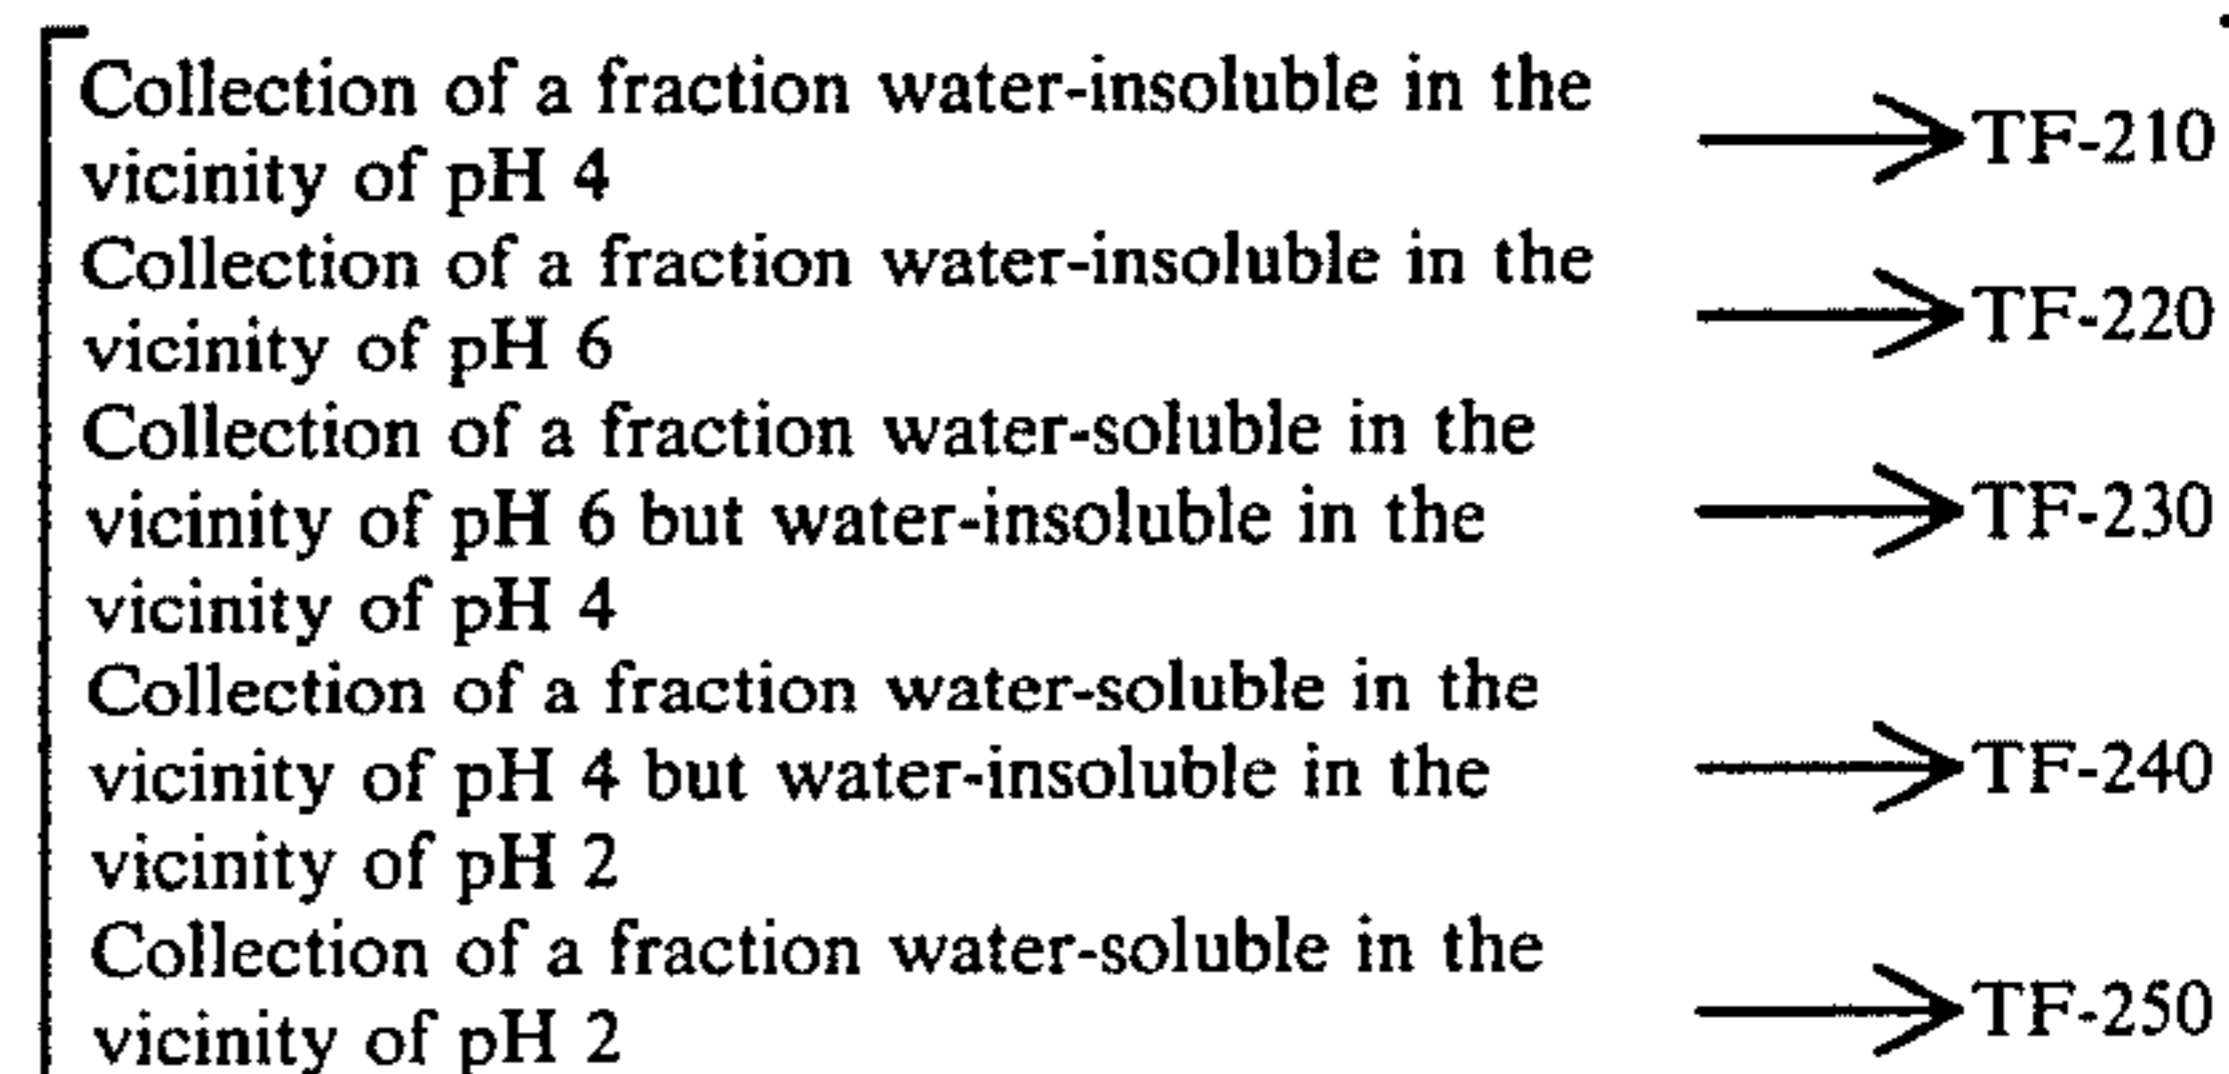 Collection of a fraction water-insoluble in the
vicinity of pH 4
TF-210
Collection of a fraction water-insoluble in the
vicinity of pH 6
TF-220
Collection of a fraction water-soluble in the
vicinity of pH 6 but water-insoluble in the
vicinity of pH 4
TF-230
Collection of a fraction water-soluble in the
vicinity of pH 4 but water-insoluble in the
vicinity of pH 2
TF-240
Collection of a fraction water-soluble in the
vicinity of pH 2
TF-250